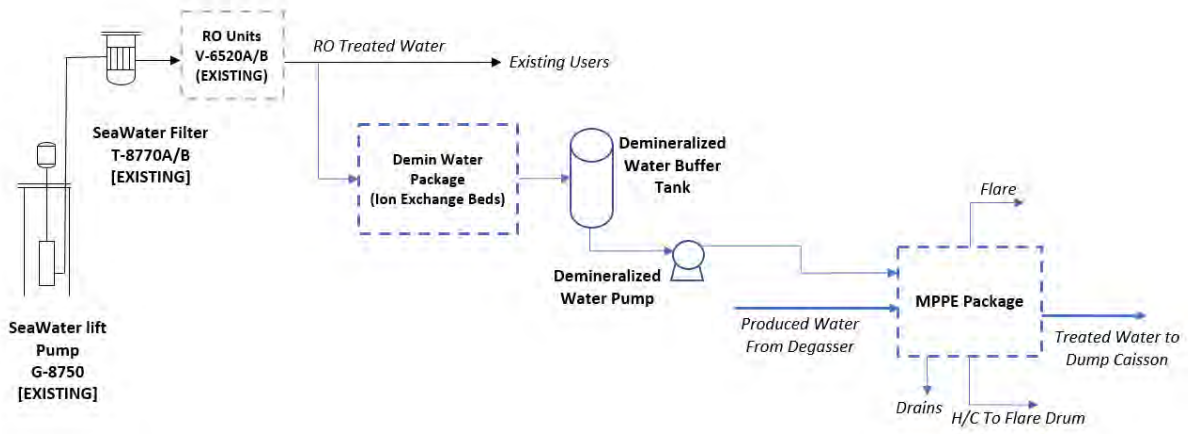 RO Units
V-6520A/B
(EXISTING)
RO Treated Water
Existing Users
SeaWater Filter
T-8770A/B
[EXISTING]
Demin Water
Package
(Ion Exchange Beds)
Demineralized
Water Buffer
Tank
Flare
Demineralized
Water Pump
MPPE Package
SeaWater lift
Pump
G-8750
[EXISTING]
Produced Water
From Degasser
Treated Water to
Dump Caisson
Drains
H/C To Flare Drum